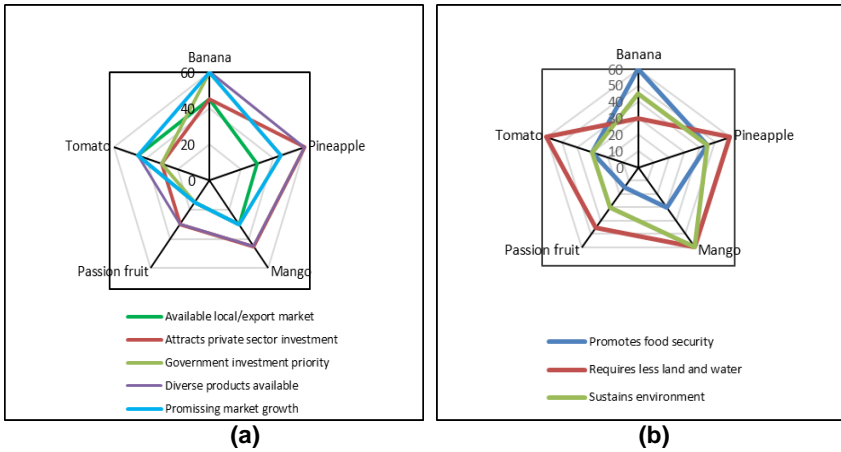 Banana
60
40
20
0
Tomato
Pineapple
Passion fruit
Mango
Available local/export market
Attracts private sector investment
Government investment priority
Diverse products available
Promissing market growth
(a)
Banana
60
50
40
30
20
10
0
Tomato
Pineapple
Passion fruit
Mango
Promotes food security
Requires less land and water
Sustains environment
(b)